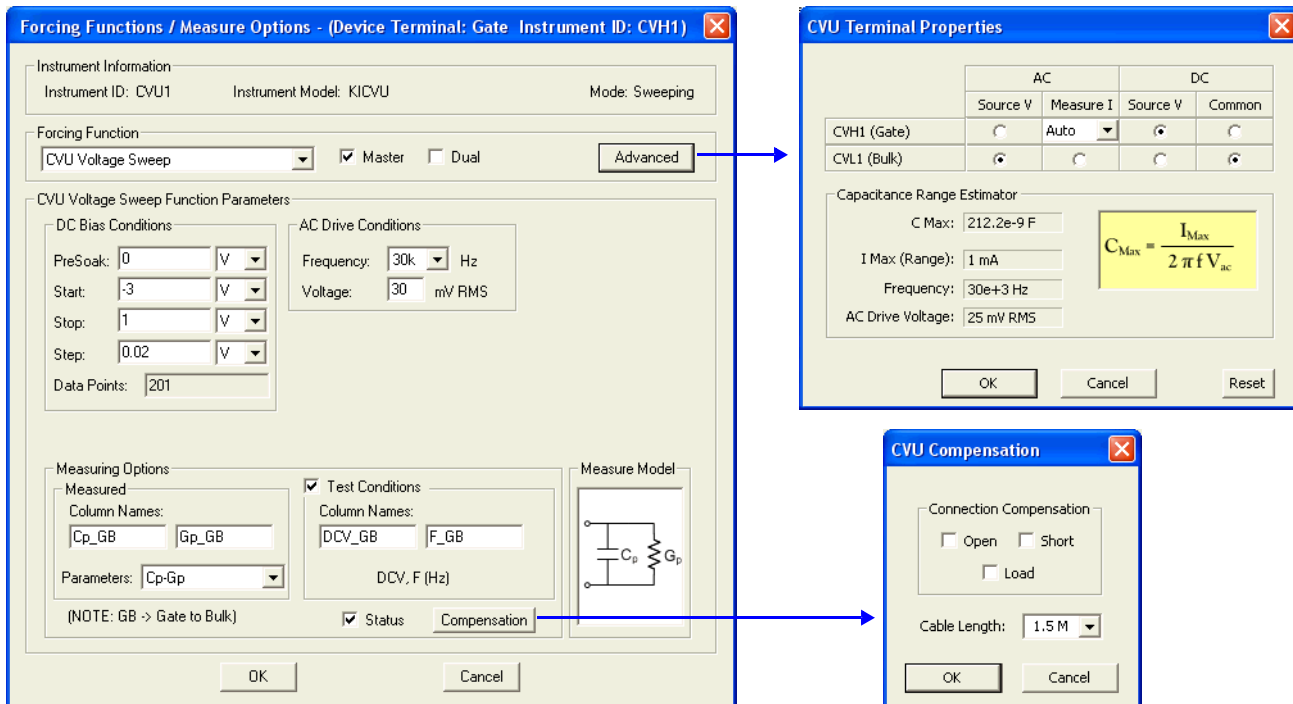 Forcing Functions / Measure Options - (Device Terminal: Gate Instrument ID: CVH1)
Instrument Information
Instrument ID: CVU1 Instrument Model: KICVU Mode: Sweeping
Forcing Function
CVU Voltage Sweep Master Dual Advanced
CVU Voltage Sweep Function Parameters
DC Bias Conditions
PreSoak: 0 V
Start: -3 V
Stop: 1 V
Step: 0.02 V
Data Points: 201
AC Drive Conditions
Frequency: 30k Hz
Voltage: 30 mV RMS
Measuring Options
Measured
Column Names:
Cp_GB Gp_GB
Parameters: Cp-Gp
(NOTE: GB -> Gate to Bulk)
Test Conditions
Column Names:
DCV_GB F_GB
DCV, F (Hz)
Status Compensation
Measure Model
Cp Gp
OK Cancel
CVU Terminal Properties
AC DC
Source V Measure I Source V Common
CVH1 (Gate) Auto
CVL1 (Bulk)
Capacitance Range Estimator
C Max: 212.2e-9 F
I Max (Range): 1 mA
Frequency: 30e+3 Hz
AC Drive Voltage: 25 mV RMS
CMax = IMax / 2 π f Vac
OK Cancel Reset
CVU Compensation
Connection Compensation
Open Short
Load
Cable Length: 1.5 M
OK Cancel